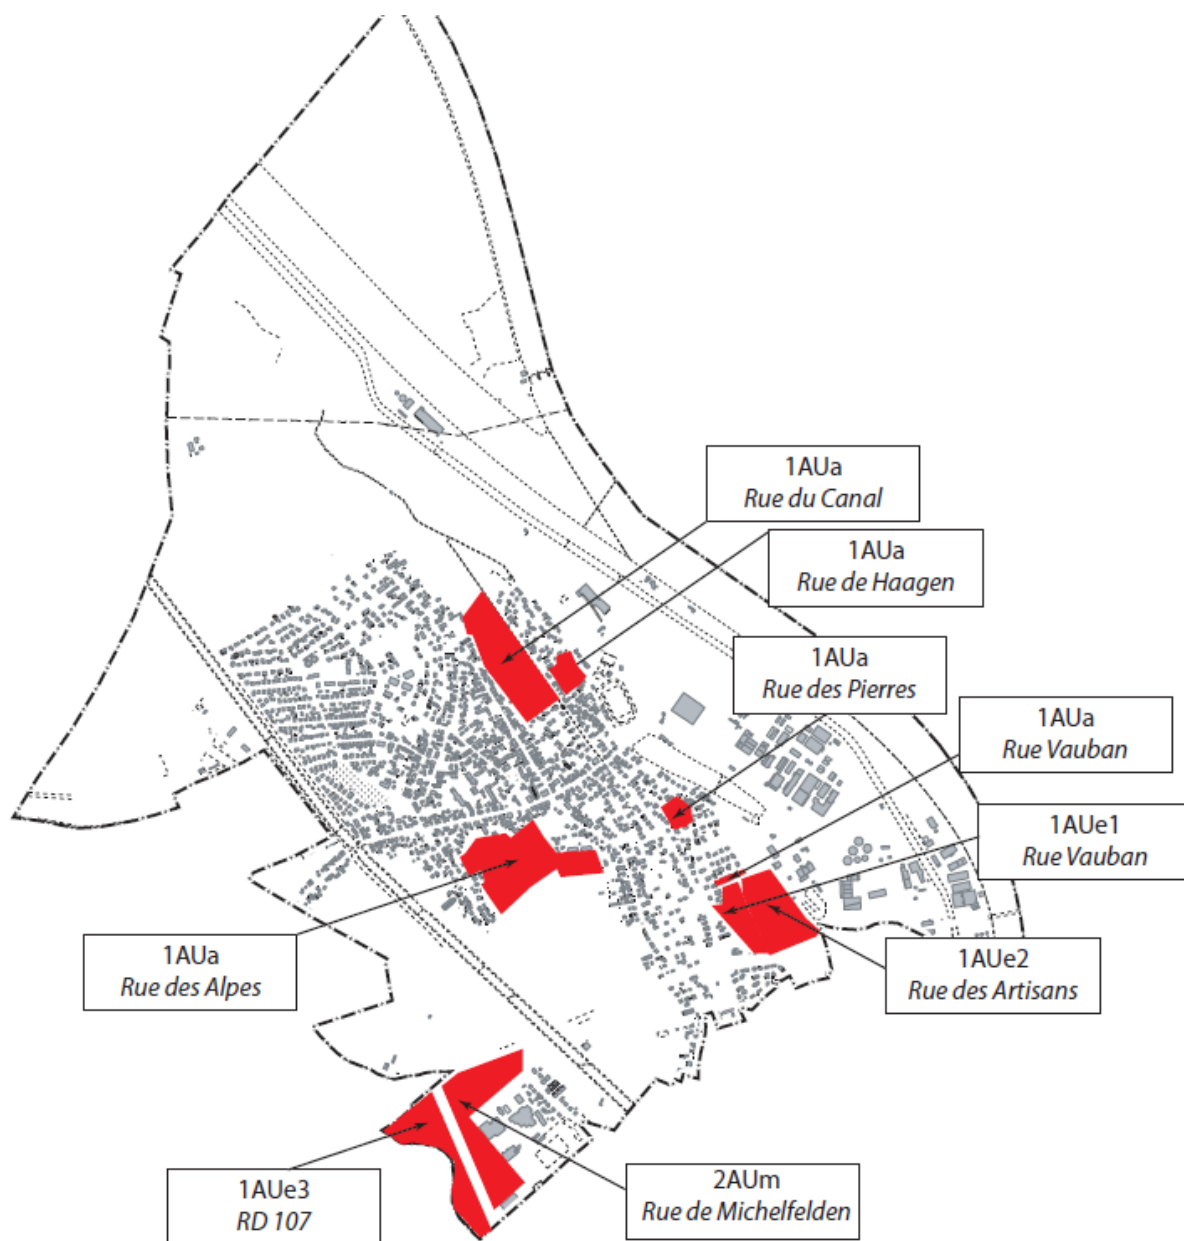 1AUa
Rue du Canal
1AUa
Rue de Haagen
1AUa
Rue des Pierres
1AUa
Rue Vauban
1AUe1
Rue Vauban
1AUa
Rue des Alpes
1AUe2
Rue des Artisans
1AUe3
RD 107
2AUm
Rue de Michelfelden